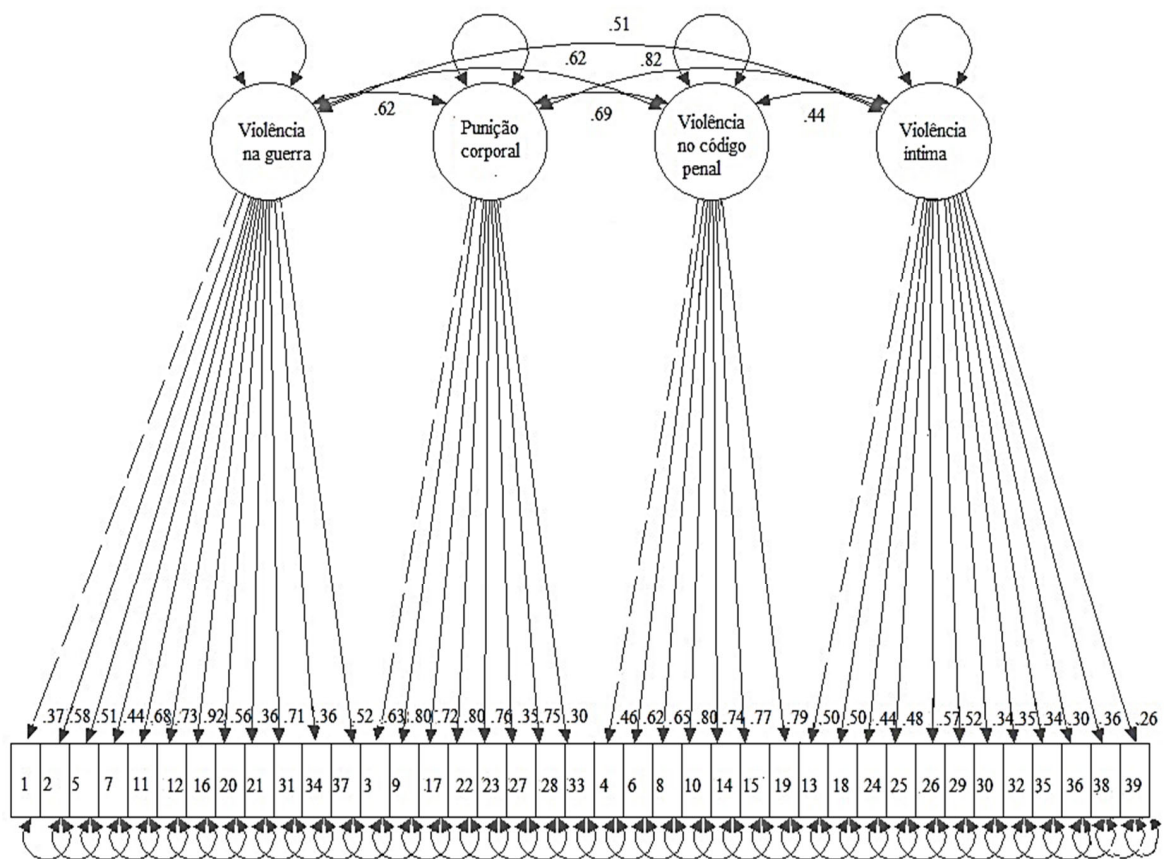 .51
.62 .82
.62 .69 .44
Violência
na guerra
Punição
corporal
Violência
no código
penal
Violência
íntima
.37 .58 .51 .44 .68 .73 .92 .56 .36 .71 .36 .52 .63 .80 .72 .80 .76 .35 .75 .30 .46 .62 .65 .80 .74 .77 .79 .50 .50 .44 .48 .57 .52 .34 .35 .34 .30 .36 .26
1 2 5 7 11 12 16 20 21 31 34 37 3 9 17 22 23 27 28 33 4 6 8 10 14 15 19 13 18 24 25 26 29 30 32 35 36 38 39